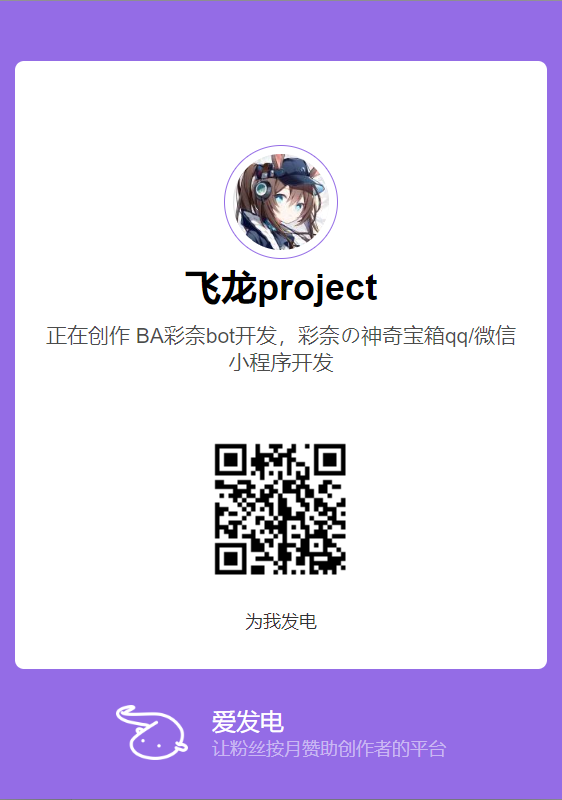 飞龙project
正在创作 BA彩奈bot开发，彩奈の神奇宝箱qq/微信
小程序开发
为我发电
爱发电
让粉丝按月赞助创作者的平台